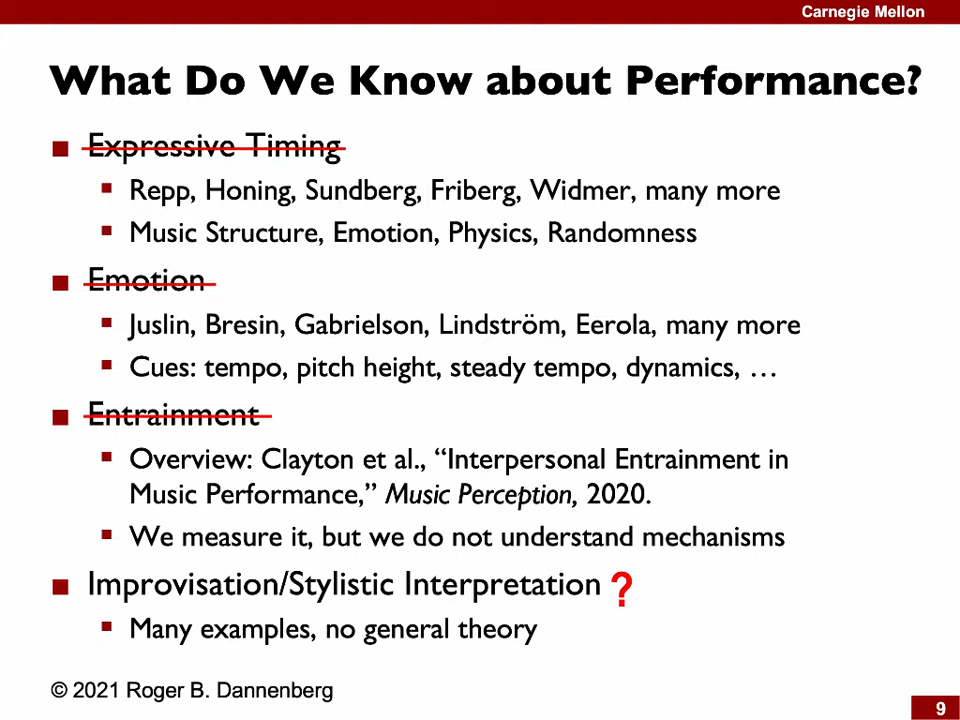 Carnegie Mellon
What Do We Know about Performance?
■ Expressive Timing
▪ Repp, Honing, Sundberg, Friberg, Widmer, many more
▪ Music Structure, Emotion, Physics, Randomness
■ Emotion
▪ Juslin, Bresin, Gabrielson, Lindström, Eerola, many more
▪ Cues: tempo, pitch height, steady tempo, dynamics, …
■ Entrainment
▪ Overview: Clayton et al., “Interpersonal Entrainment in
Music Performance,” Music Perception, 2020.
▪ We measure it, but we do not understand mechanisms
■ Improvisation/Stylistic Interpretation ?
▪ Many examples, no general theory
© 2021 Roger B. Dannenberg
9